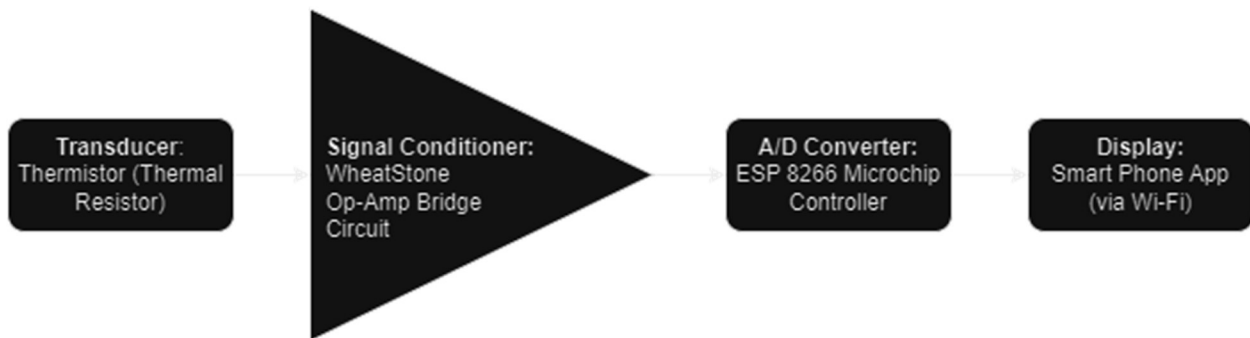 Transducer:
Thermistor (Thermal
Resistor)
Signal Conditioner:
WheatStone
Op-Amp Bridge
Circuit
A/D Converter:
ESP 8266 Microchip
Controller
Display:
Smart Phone App
(via Wi-Fi)